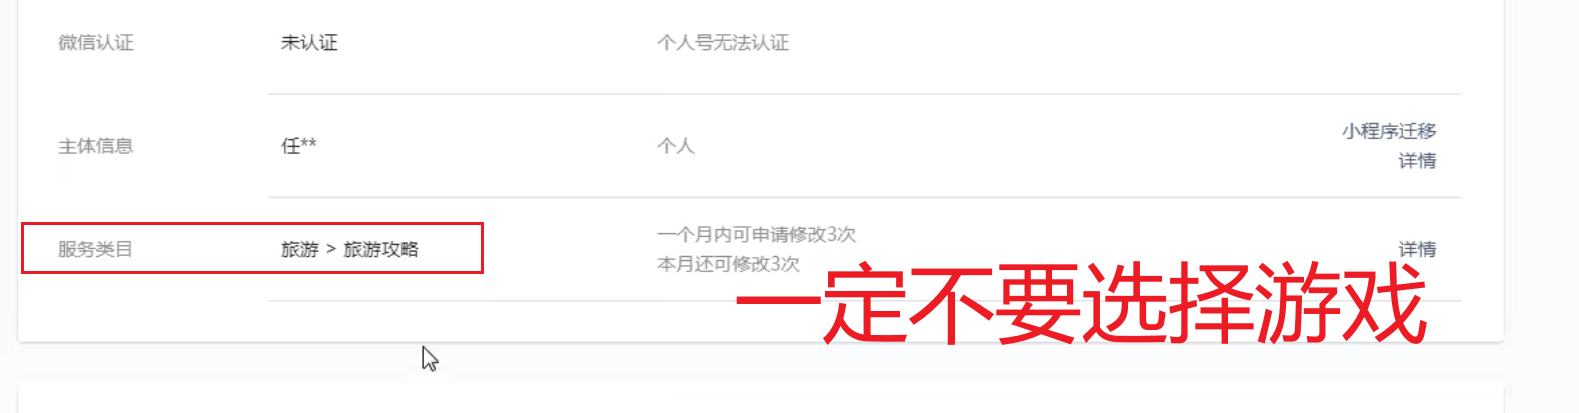 微信认证 未认证 个人号无法认证
主体信息 任** 个人 小程序迁移
详情
服务类目 旅游 > 旅游攻略 一个月内可申请修改3次
本月还可修改3次 详情
一定不要选择游戏